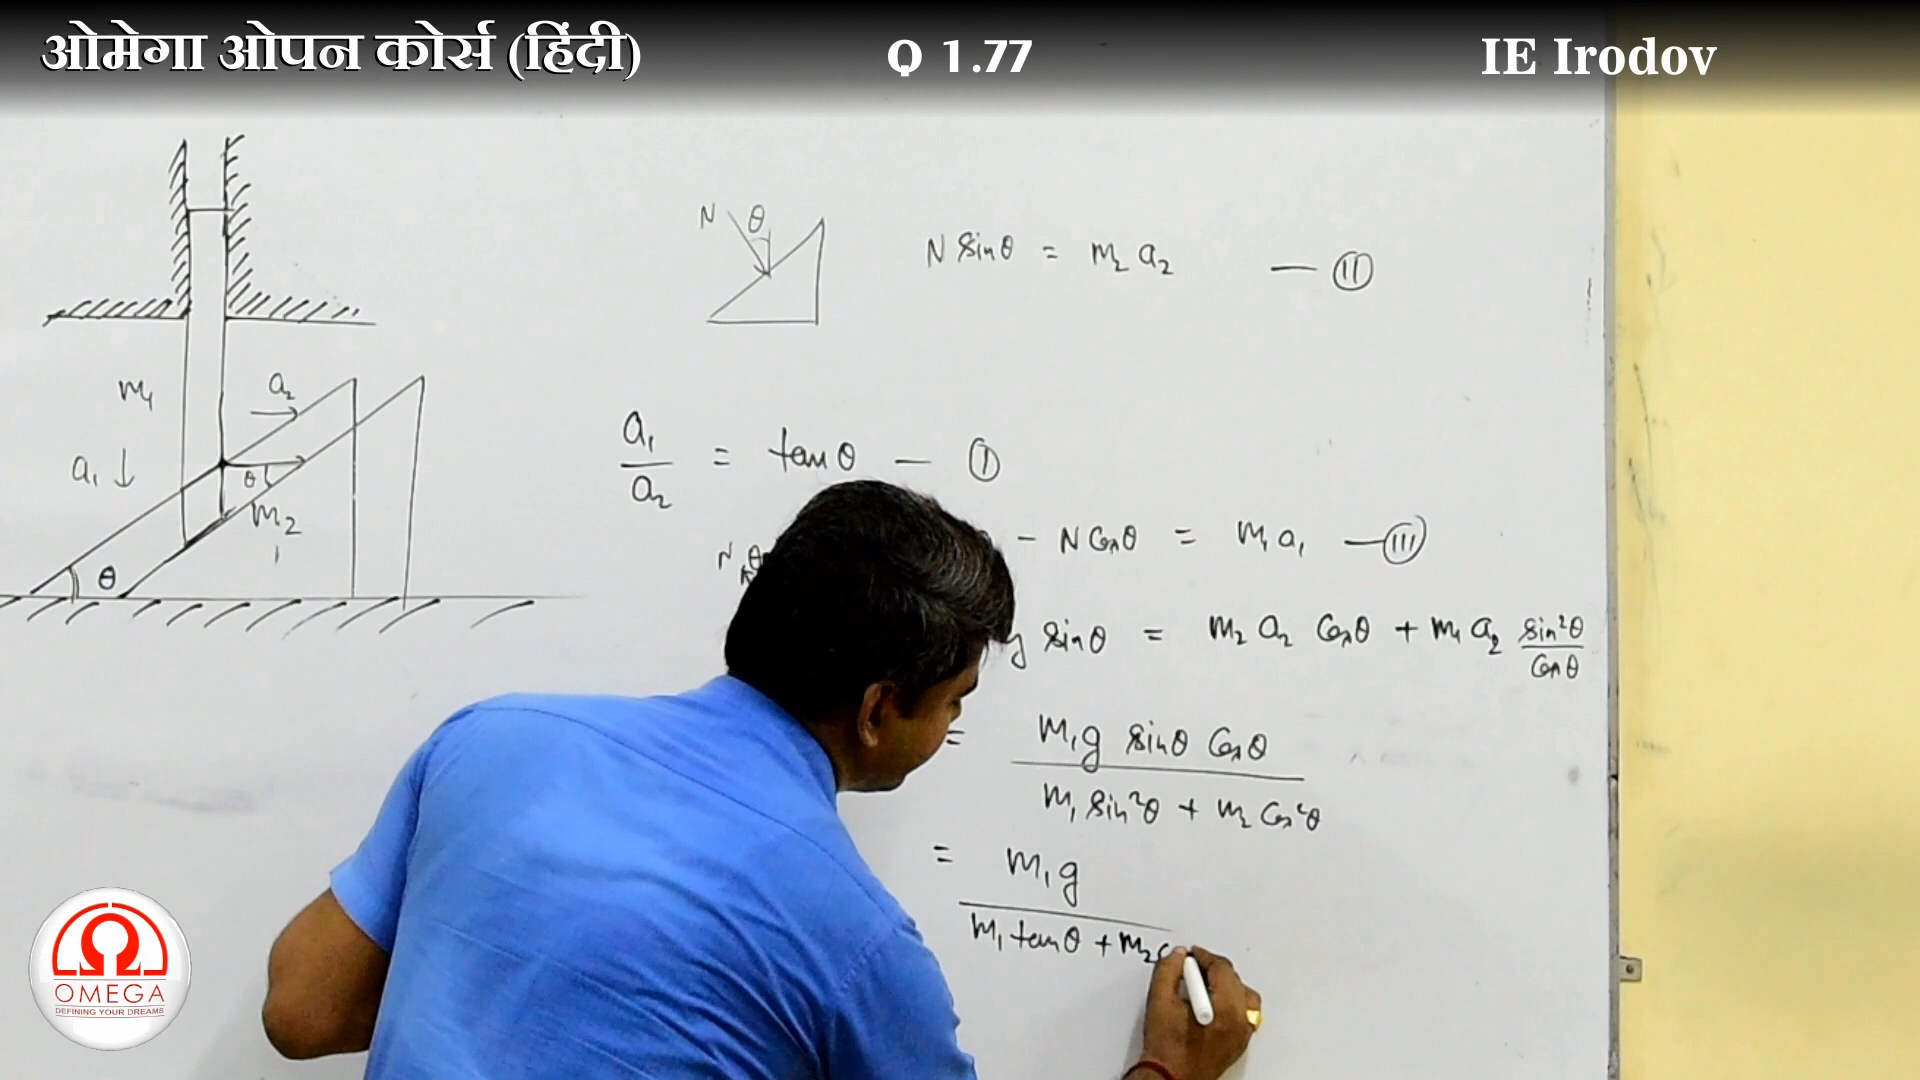 ओमेगा ओपन कोर्स (हिंदी) Q 1.77 IE Irodov
N θ
N sinθ = m₂ a₂ — II
m₁
a₂
a₁ ↓
θ
m₂
θ
a₁/a₂ = tanθ — I
N θ
- N Cosθ = m₁ a₁ — III
g sinθ = m₂ a₂ Cosθ + m₁ a₂ sin²θ/Cosθ
= m₁g sinθ Cosθ / m₁ sin²θ + m₂ Cos²θ
= m₁g / m₁ tanθ + m₂c
OMEGA
DEFINING YOUR DREAMS